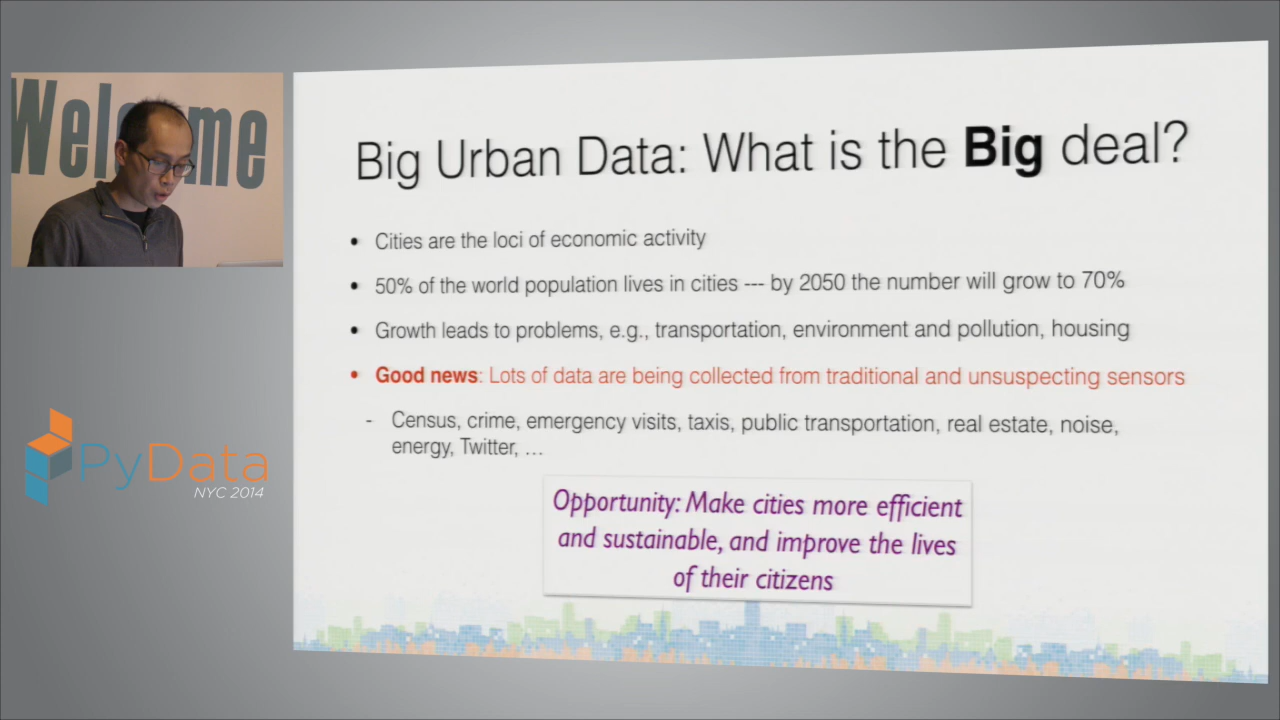 Welcome
Big Urban Data: What is the Big deal?
• Cities are the loci of economic activity
• 50% of the world population lives in cities --- by 2050 the number will grow to 70%
• Growth leads to problems, e.g., transportation, environment and pollution, housing
• Good news: Lots of data are being collected from traditional and unsuspecting sensors
- Census, crime, emergency visits, taxis, public transportation, real estate, noise,
energy, Twitter, …
Opportunity: Make cities more efficient
and sustainable, and improve the lives
of their citizens
PyData
NYC 2014